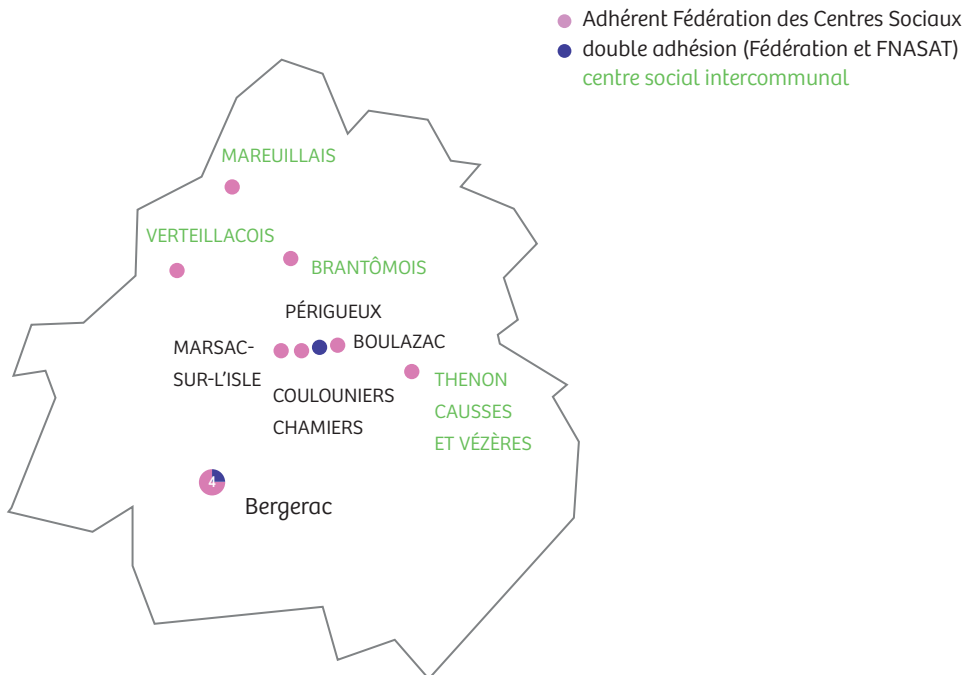 Adhérent Fédération des Centres Sociaux
double adhésion (Fédération et FNASAT)
centre social intercommunal
MAREUILLAIS
VERTEILLACOIS
BRANTÔMOIS
PÉRIGUEUX
MARSAC-
SUR-L'ISLE
BOULAZAC
COULOUNIERS
CHAMIERS
THENON
CAUSSES
ET VÉZÈRES
4
Bergerac